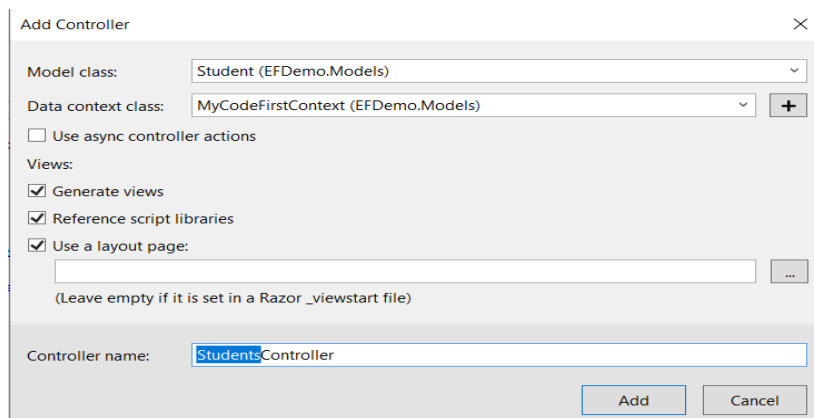 Add Controller
Model class: Student (EFDemo.Models)
Data context class: MyCodeFirstContext (EFDemo.Models) +
Use async controller actions
Views:
Generate views
Reference script libraries
Use a layout page:
...
(Leave empty if it is set in a Razor _viewstart file)
Controller name: StudentsController
Add Cancel